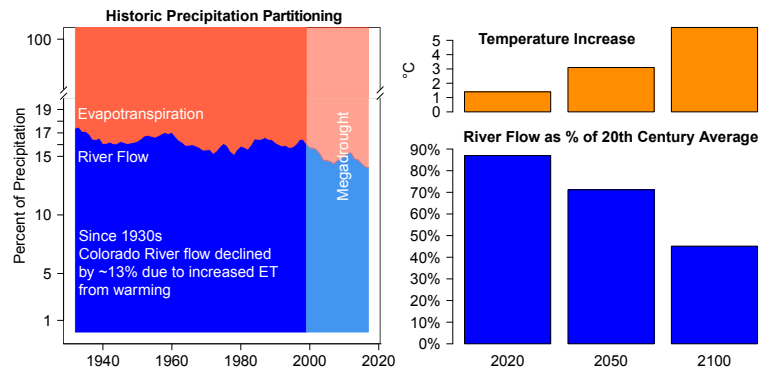 Historic Precipitation Partitioning
Percent of Precipitation
100
19
17
15
10
5
1
Evapotranspiration
River Flow
Megadrought
Since 1930s
Colorado River flow declined
by ~13% due to increased ET
from warming
1940
1960
1980
2000
2020
Temperature Increase
°C
5
4
3
2
1
0
River Flow as % of 20th Century Average
90%
80%
70%
60%
50%
40%
30%
20%
10%
0%
2020
2050
2100